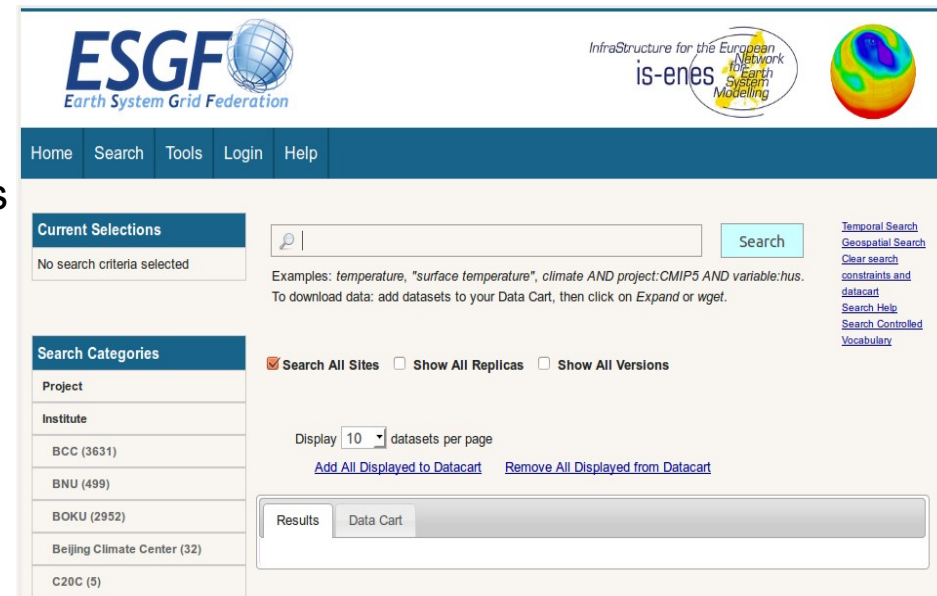 ESGF
Earth System Grid Federation
InfraStructure for the European
Network
for
is-enes
Earth
System
Modelling
Home Search Tools Login Help
s
Current Selections
No search criteria selected
Search
Examples: temperature, "surface temperature", climate AND project:CMIP5 AND variable:hus.
To download data: add datasets to your Data Cart, then click on Expand or wget.
Temporal Search
Geospatial Search
Clear search
constraints and
datacart
Search Help
Search Controlled
Vocabulary
Search Categories
Project
Institute
BCC (3631)
BNU (499)
BOKU (2952)
Beijing Climate Center (32)
C20C (5)
Search All Sites Show All Replicas Show All Versions
Display 10 datasets per page
Add All Displayed to Datacart Remove All Displayed from Datacart
Results Data Cart